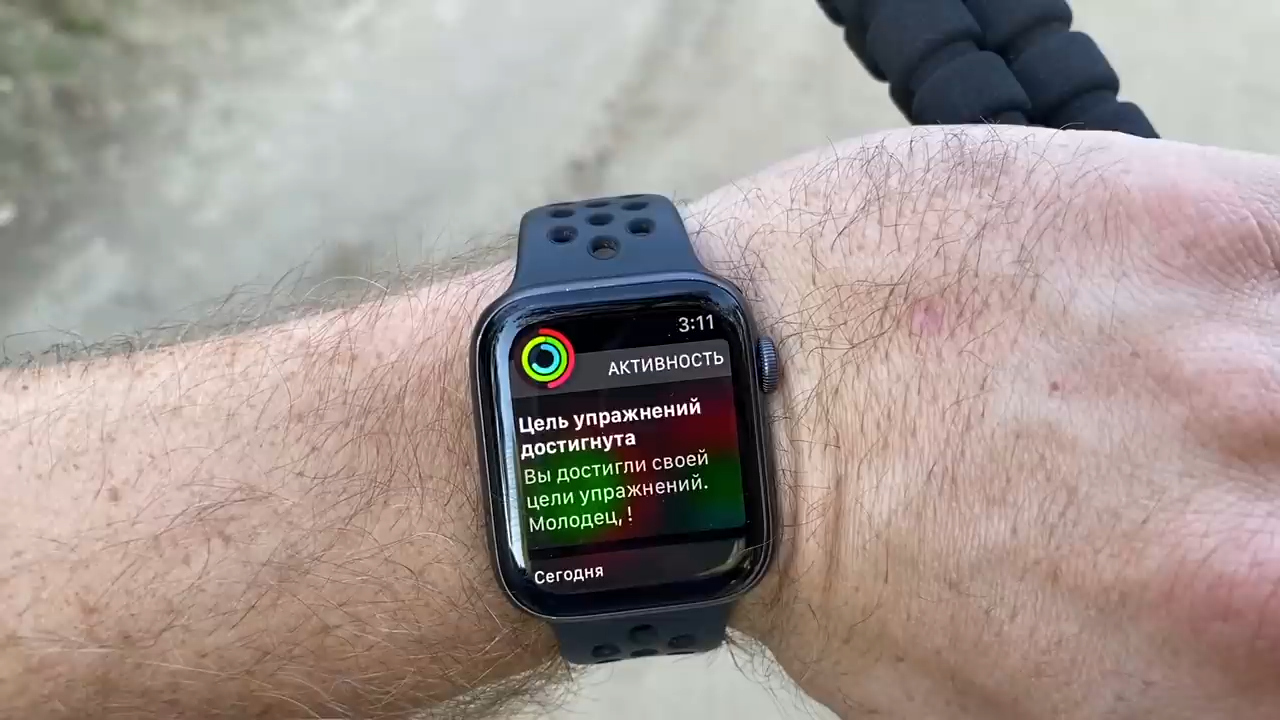 3:11
АКТИВНОСТЬ
Цель упражнений
достигнута
Вы достигли своей
цели упражнений.
Молодец, !
Сегодня